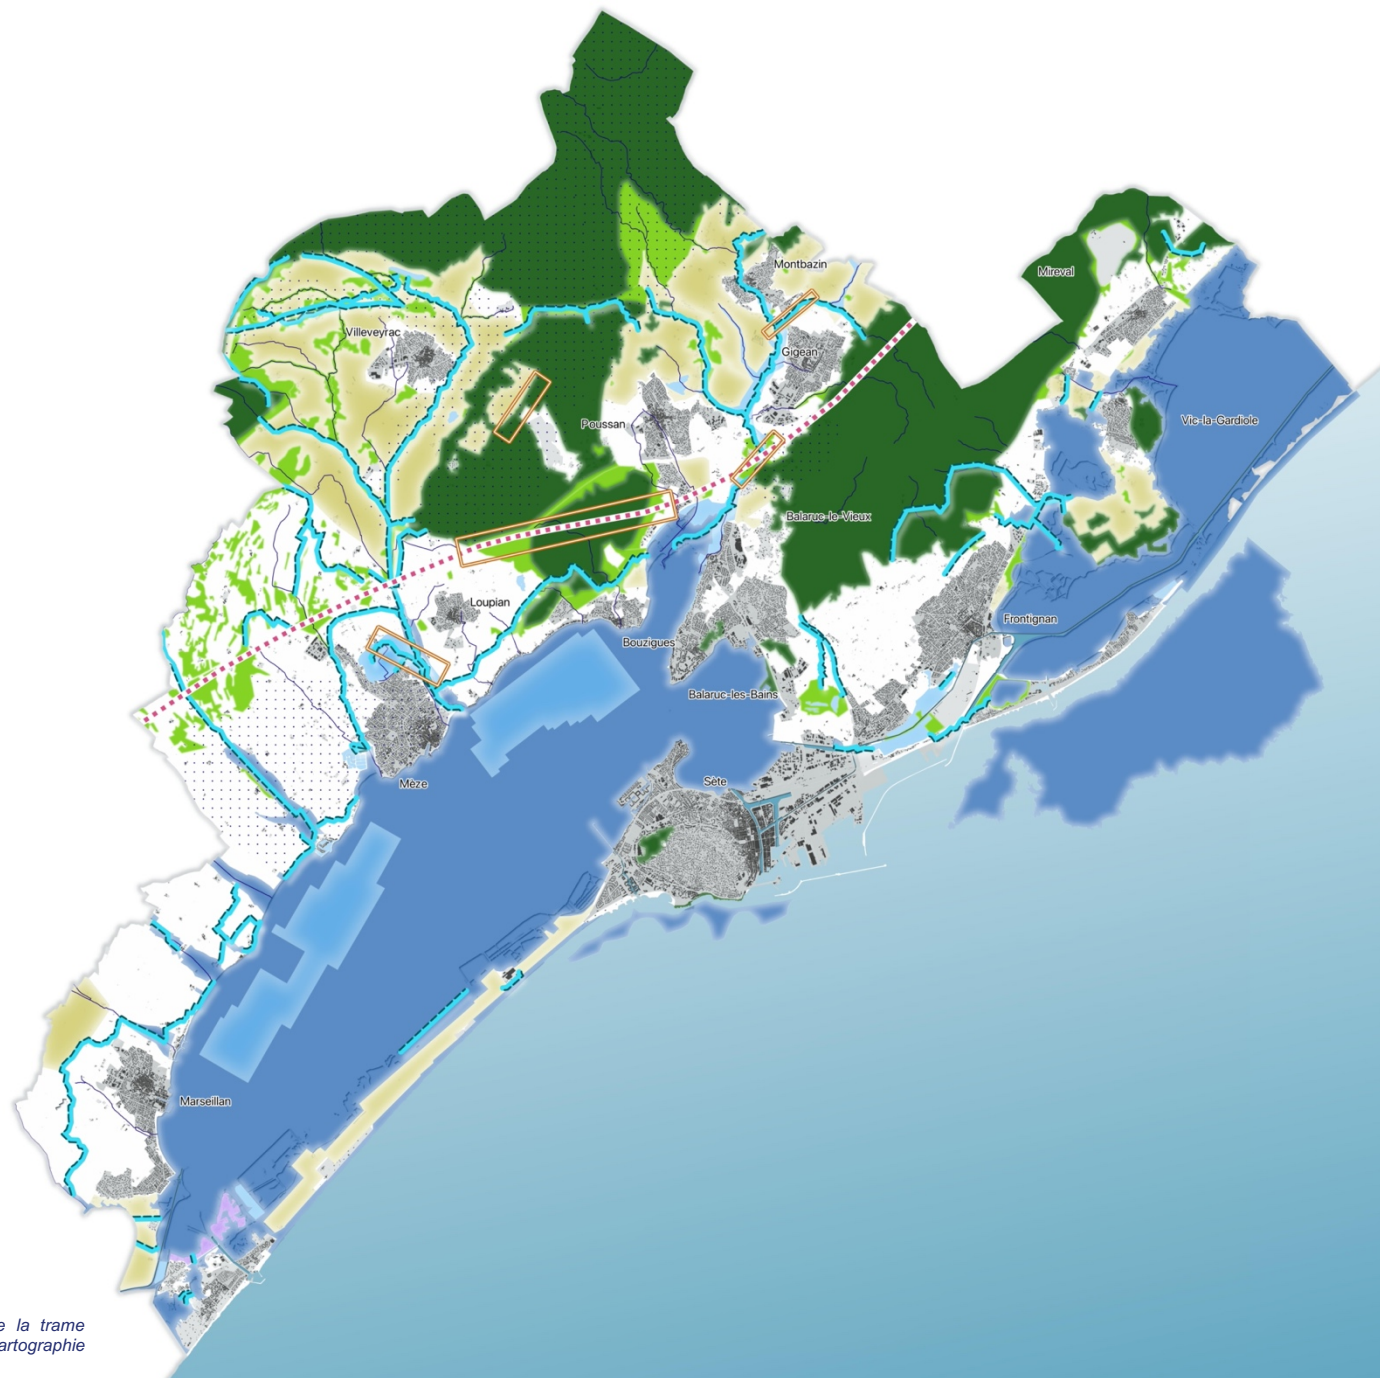 Montbazin
Mireval
Villeveyrac
Gigean
Poussan
Vic-la-Gardiole
Balaruc-le-Vieux
Loupian
Frontignan
Bouzigues
Balaruc-les-Bains
Sète
Mèze
Marseillan
e la trame
artographie